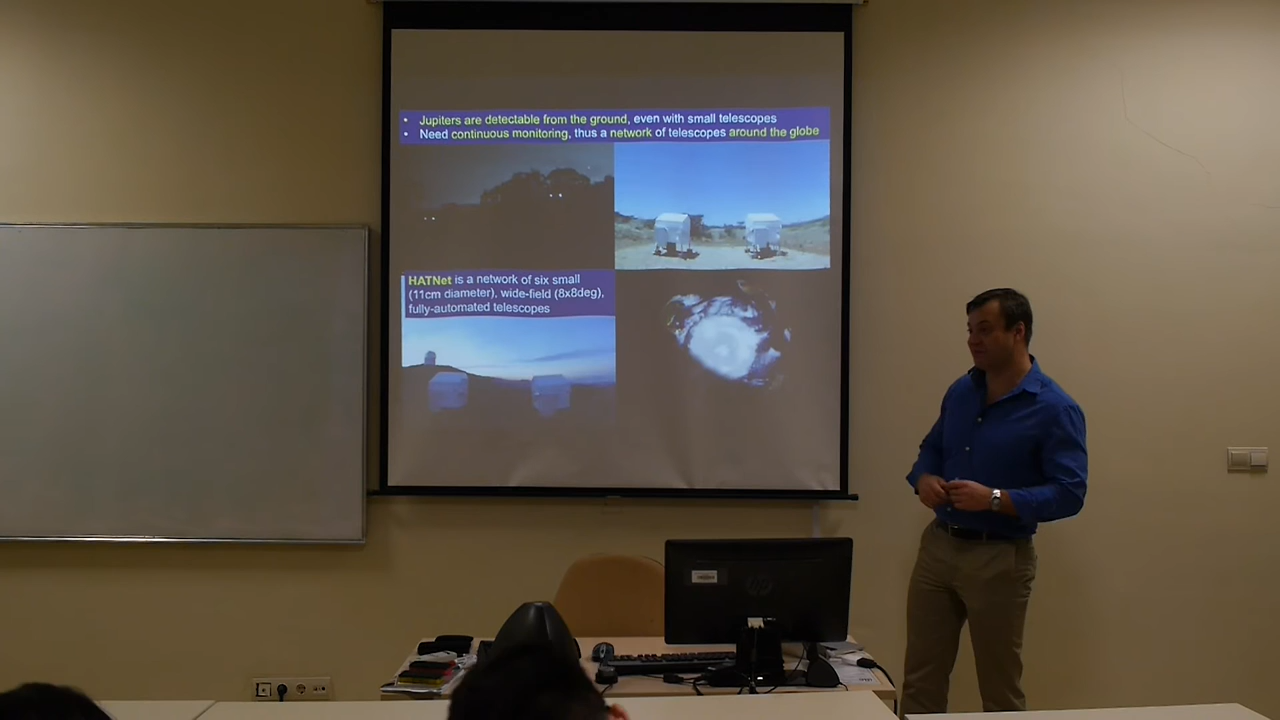 • Jupiters are detectable from the ground, even with small telescopes
• Need continuous monitoring, thus a network of telescopes around the globe
HATNet is a network of six small
(11cm diameter), wide-field (8x8deg),
fully-automated telescopes
hp